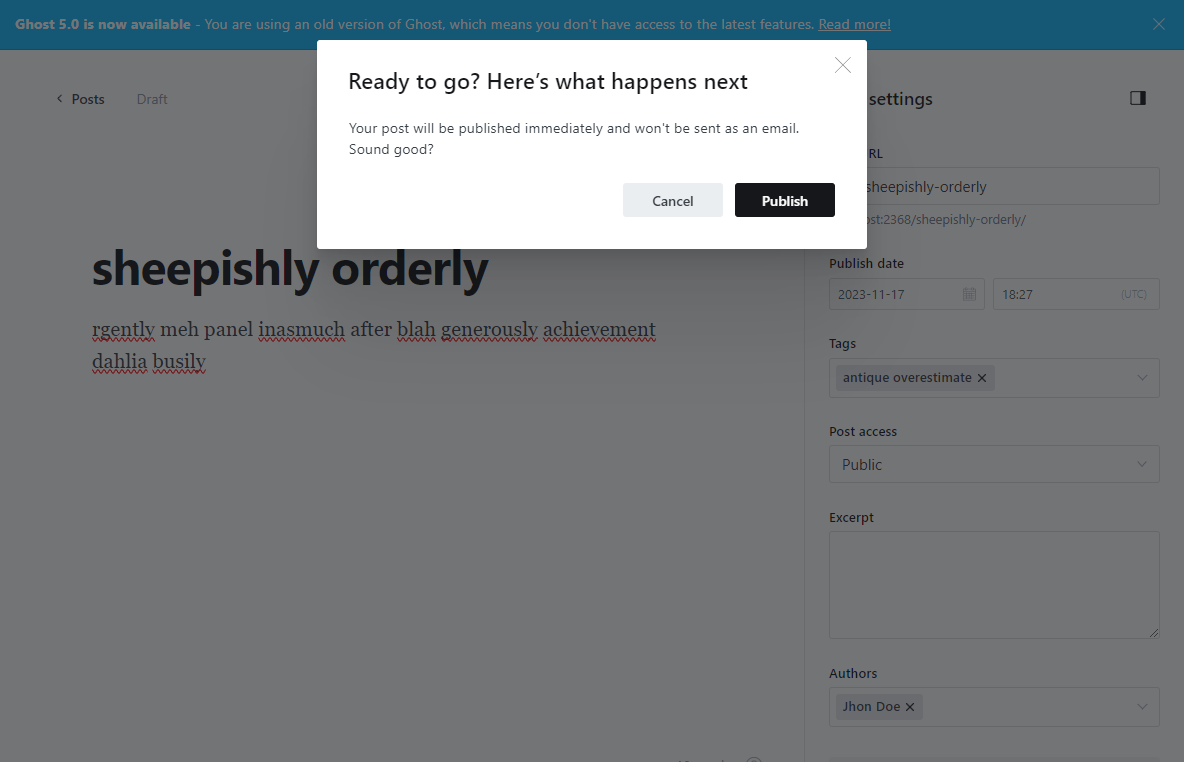 Ghost 5.0 is now available - You are using an old version of Ghost, which means you don't have access to the latest features. Read more!
Ready to go? Here’s what happens next
Your post will be published immediately and won't be sent as an email.
Sound good?
Cancel
Publish
Posts
Draft
sheepishly orderly
rgently meh panel inasmuch after blah generously achievement
dahlia busily
settings
RL
sheepishly-orderly
ost:2368/sheepishly-orderly/
Publish date
2023-11-17
18:27
(UTC)
Tags
antique overestimate
Post access
Public
Excerpt
Authors
Jhon Doe